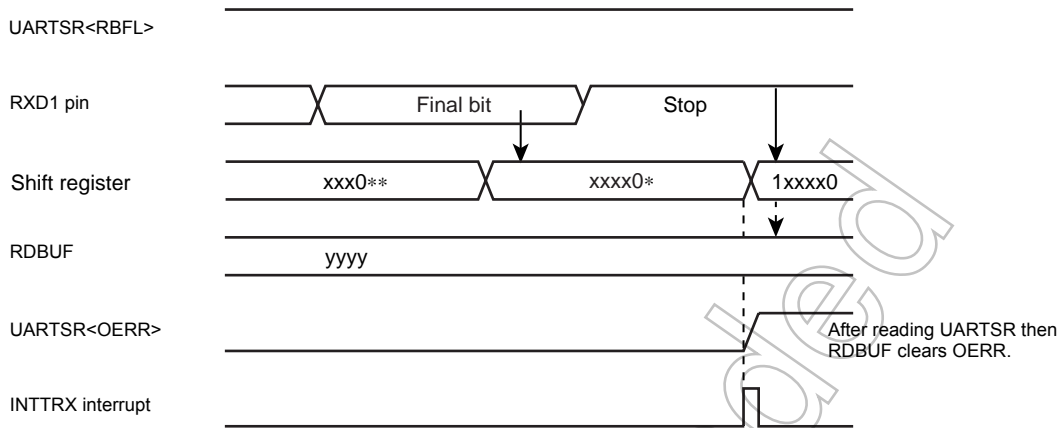 UARTSR<RBFL>
RXD1 pin
Final bit
Stop
Shift register
xxx0**
xxxx0*
1xxxx0
RDBUF
yyyy
UARTSR<OERR>
After reading UARTSR then
RDBUF clears OERR.
INTTRX interrupt
ded